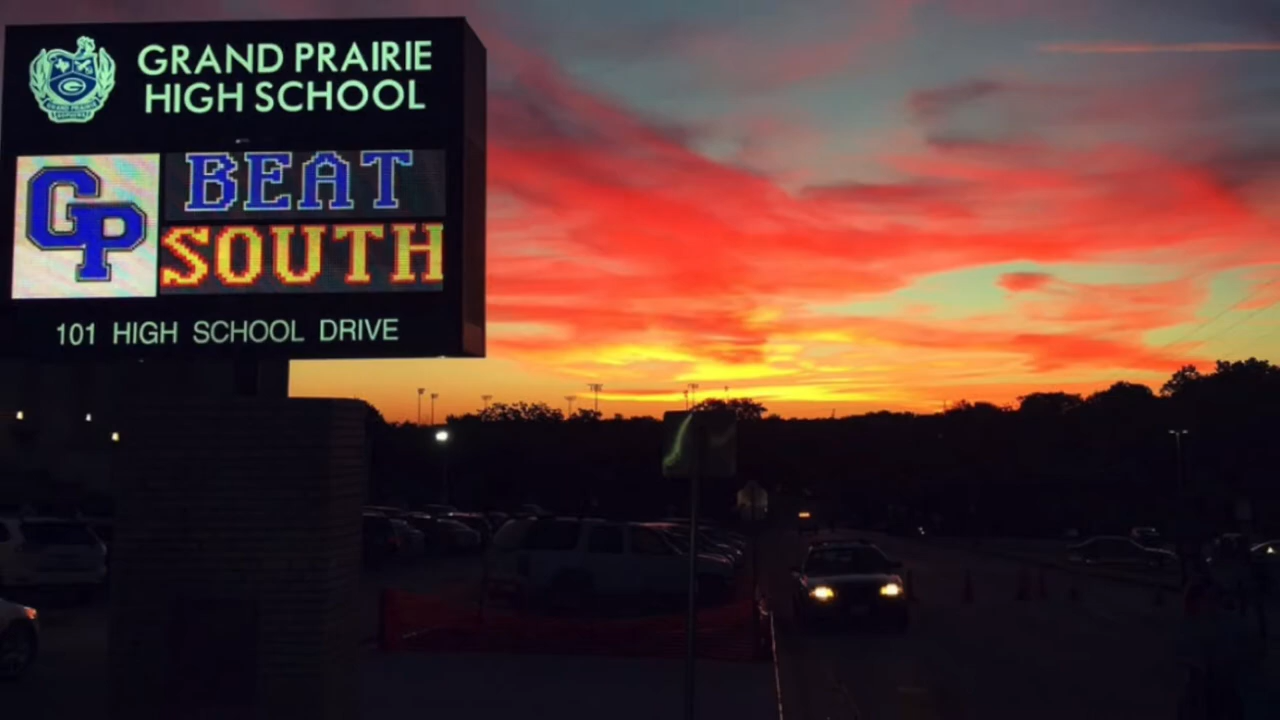 GRAND PRAIRIE
HIGH SCHOOL
GP
BEAT
SOUTH
101 HIGH SCHOOL DRIVE